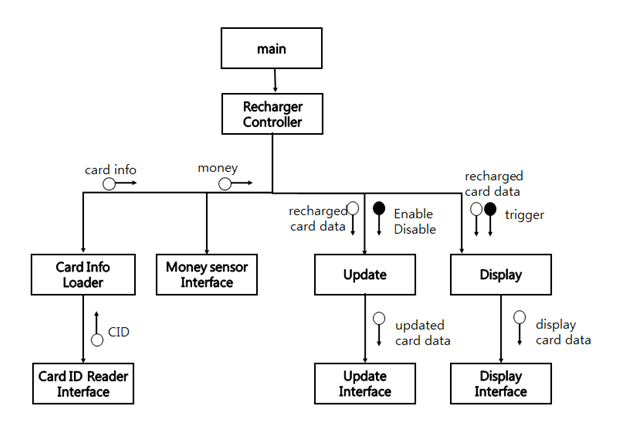 main
Recharger
Controller
card info
money
recharged
card data
recharged
card data
Enable
Disable
trigger
Card Info
Loader
Money sensor
Interface
Update
Display
CID
updated
card data
display
card data
Card ID Reader
Interface
Update
Interface
Display
Interface